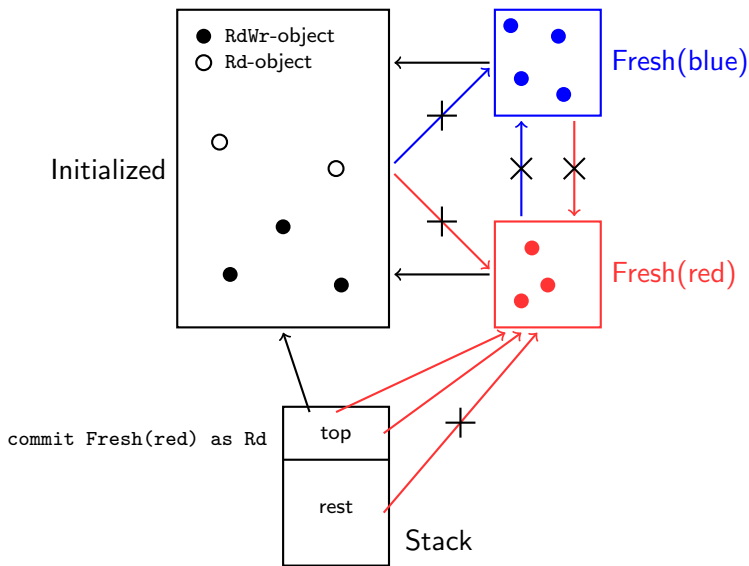 RdWr-object
Rd-object
Fresh(blue)
Initialized
Fresh(red)
commit Fresh(red) as Rd
top
rest
Stack